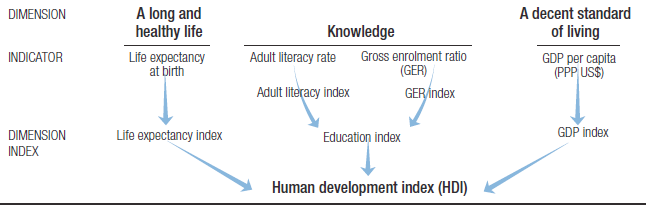 DIMENSION
A long and
healthy life
Knowledge
A decent standard
of living
INDICATOR
Life expectancy
at birth
Adult literacy rate
Gross enrolment ratio
(GER)
GDP per capita
(PPP US$)
Adult literacy index
GER index
DIMENSION
INDEX
Life expectancy index
Education index
GDP index
Human development index (HDI)